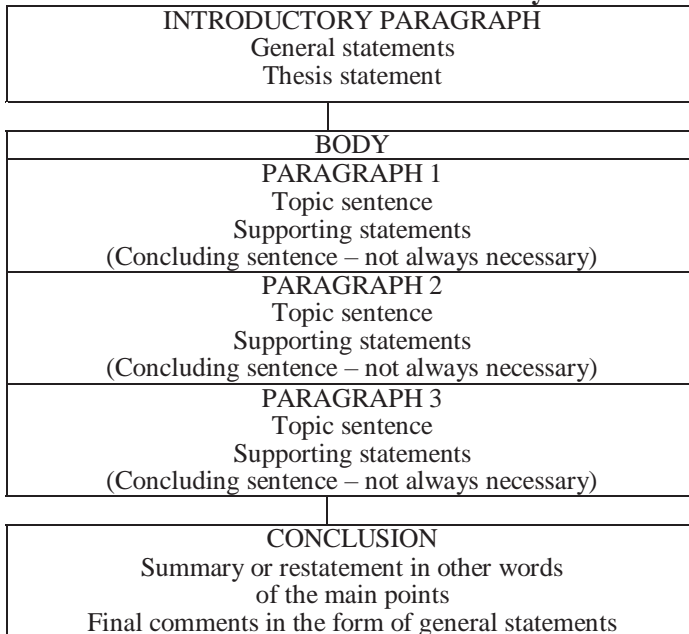 INTRODUCTORY PARAGRAPH
General statements
Thesis statement
BODY
PARAGRAPH 1
Topic sentence
Supporting statements
(Concluding sentence – not always necessary)
PARAGRAPH 2
Topic sentence
Supporting statements
(Concluding sentence – not always necessary)
PARAGRAPH 3
Topic sentence
Supporting statements
(Concluding sentence – not always necessary)
CONCLUSION
Summary or restatement in other words
of the main points
Final comments in the form of general statements